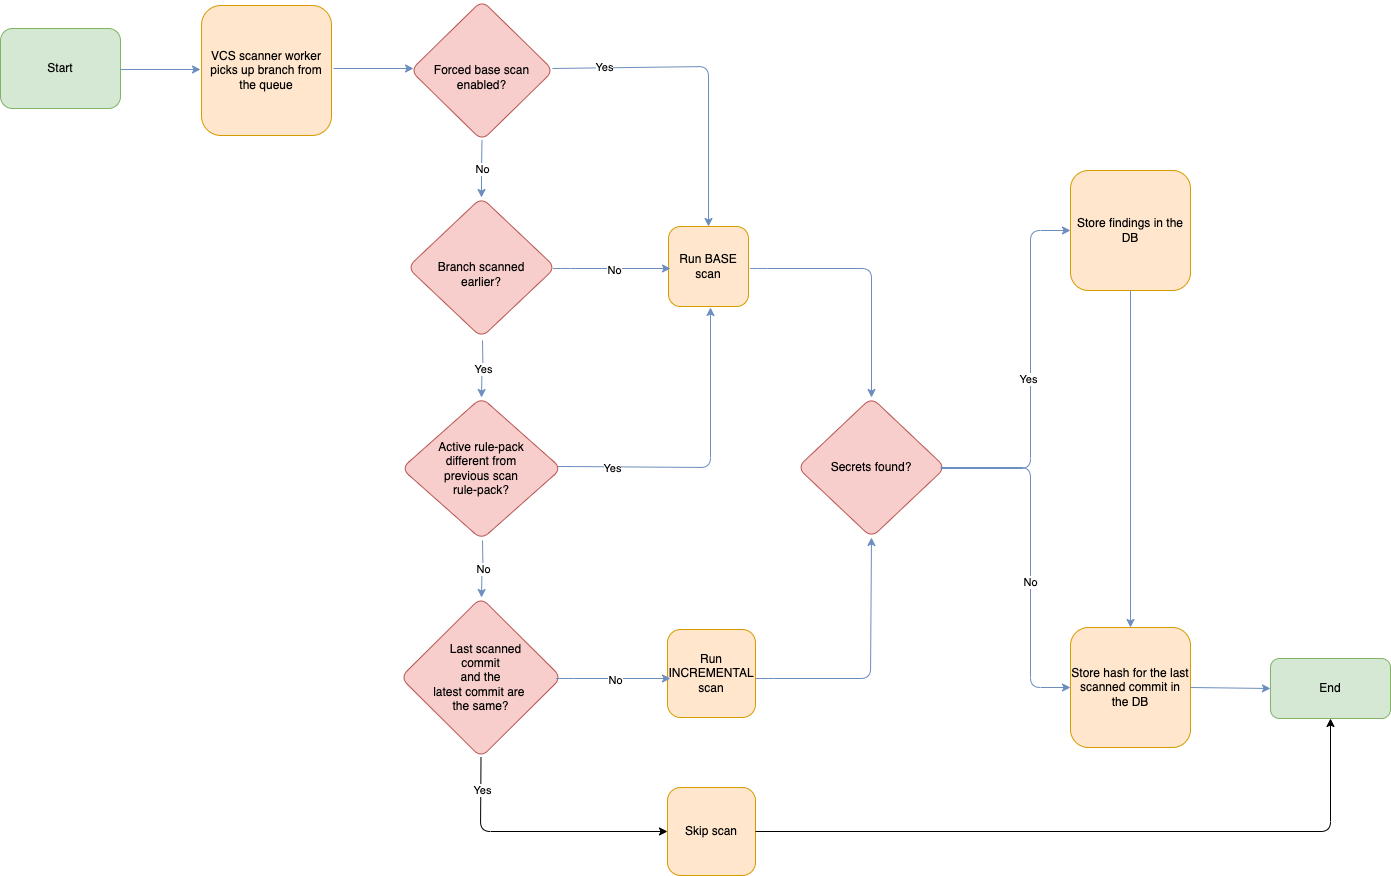 Start
VCS scanner worker
picks up branch from
the queue
Forced base scan
enabled?
Yes
No
Branch scanned
earlier?
No
Run BASE
scan
Yes
Active rule-pack
different from
previous scan
rule-pack?
Yes
No
Last scanned
commit
and the
latest commit are
the same?
No
Run
INCREMENTAL
scan
Yes
Skip scan
Secrets found?
Yes
Store findings in the
DB
No
Store hash for the last
scanned commit in
the DB
End